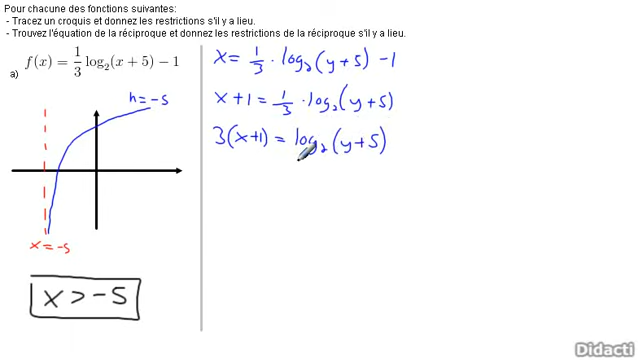 Pour chacune des fonctions suivantes:
- Tracez un croquis et donnez les restrictions s'il y a lieu.
- Trouvez l'équation de la réciproque et donnez les restrictions de la réciproque s'il y a lieu.
a) f(x) = 1/3 log₂(x + 5) − 1
h = -5
x = -5
x > -5
x = 1/3 · log₂(y + 5) - 1
x + 1 = 1/3 · log₂(y + 5)
3(x+1) = log₂(y + 5)
Didacti